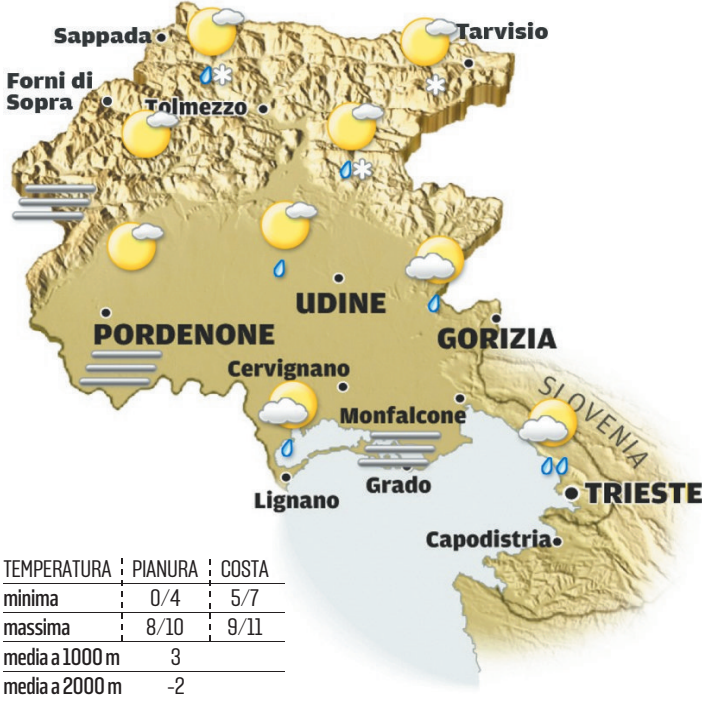 Sappada
Tarvisio
Forni di
Sopra
Tolmezzo
UDINE
PORDENONE
GORIZIA
Cervignano
SLOVENIA
Monfalcone
Grado
Lignano
TRIESTE
Capodistria
TEMPERATURA PIANURA COSTA
minima 0/4 5/7
massima 8/10 9/11
media a 1000 m 3
media a 2000 m -2